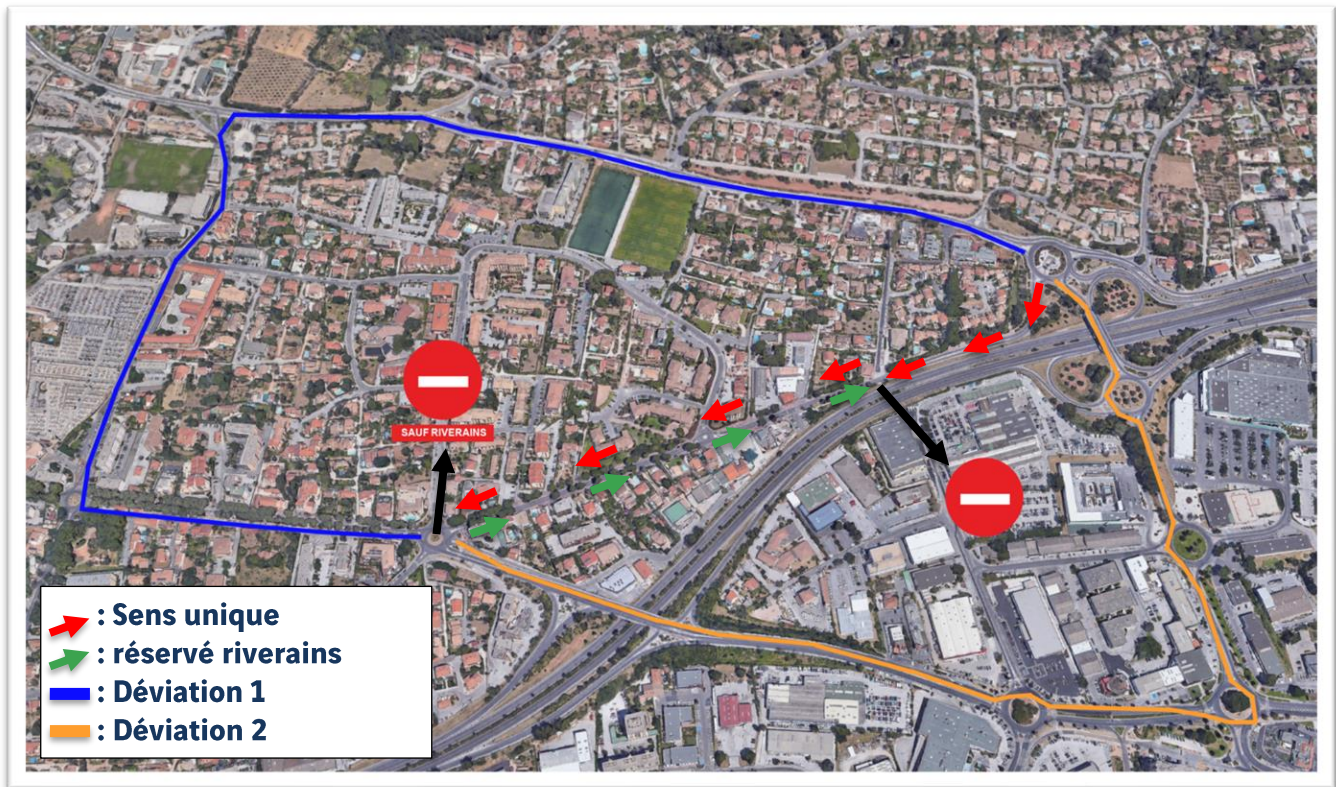 SAUF RIVERAINS
: Sens unique
: réservé riverains
: Déviation 1
: Déviation 2